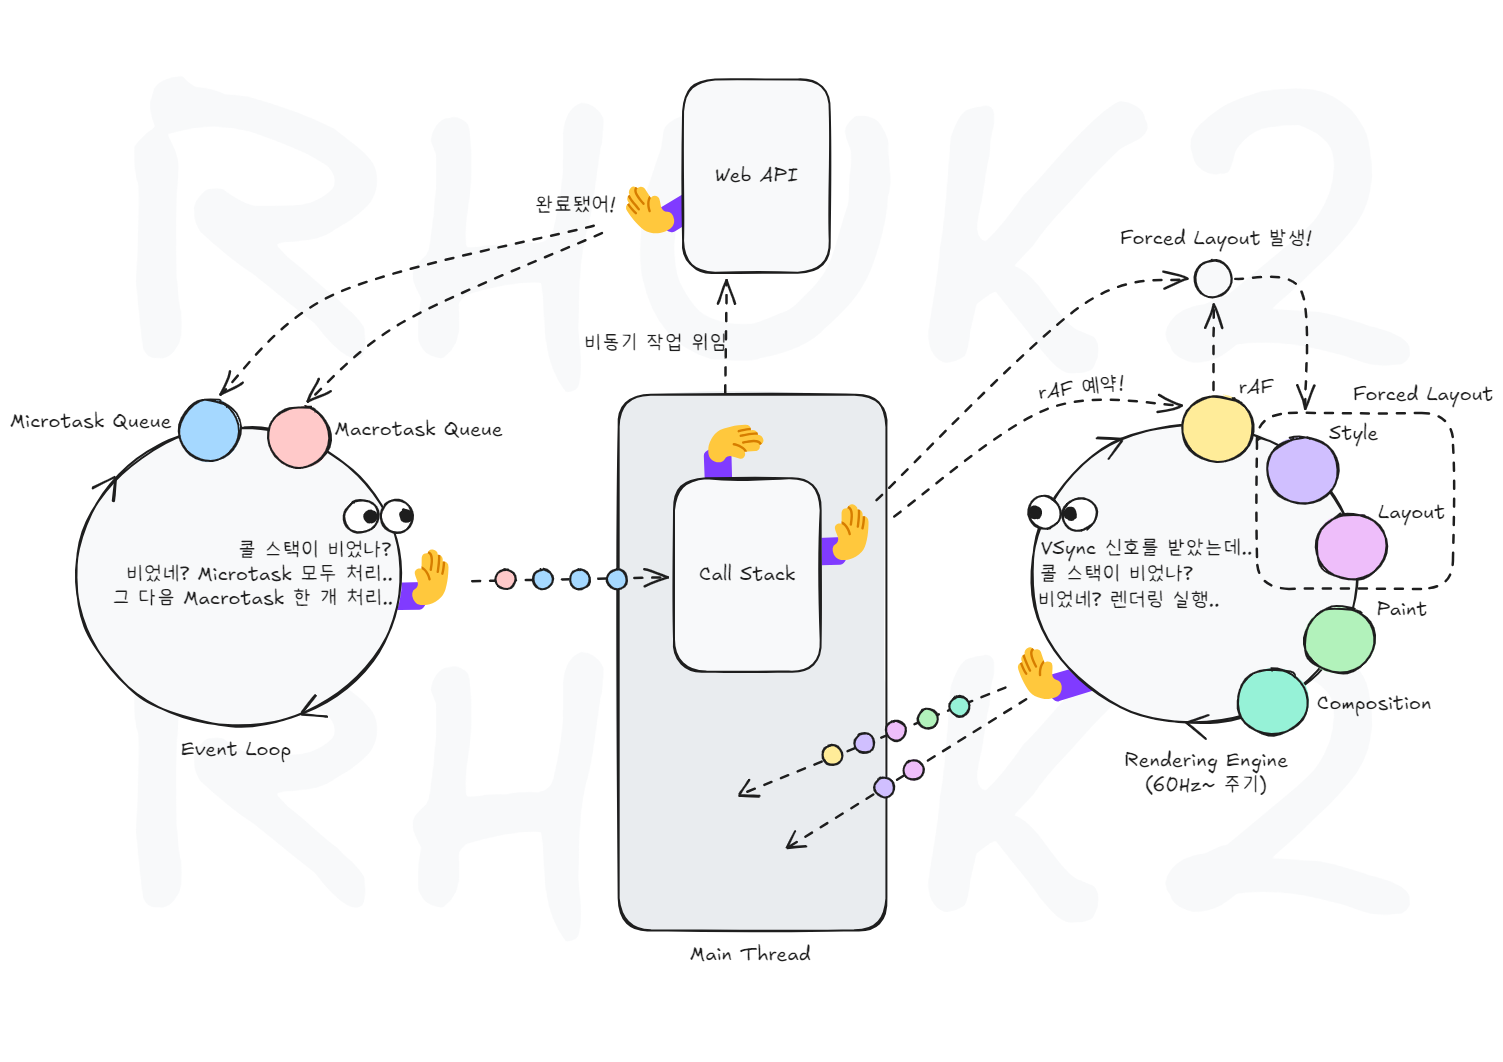 RHUK2
Web API
완료됐어!
Forced Layout 발생!
비동기 작업 위임
rAF 예약!
rAF
Forced Layout
Microtask Queue
Macrotask Queue
Style
Layout
콜 스택이 비었나?
비었네? Microtask 모두 처리..
그 다음 Macrotask 한 개 처리..
Call Stack
VSync 신호를 받았는데..
콜 스택이 비었나?
비었네? 렌더링 실행..
Paint
Composition
Event Loop
Rendering Engine
(60Hz~ 주기)
Main Thread
RHUK2